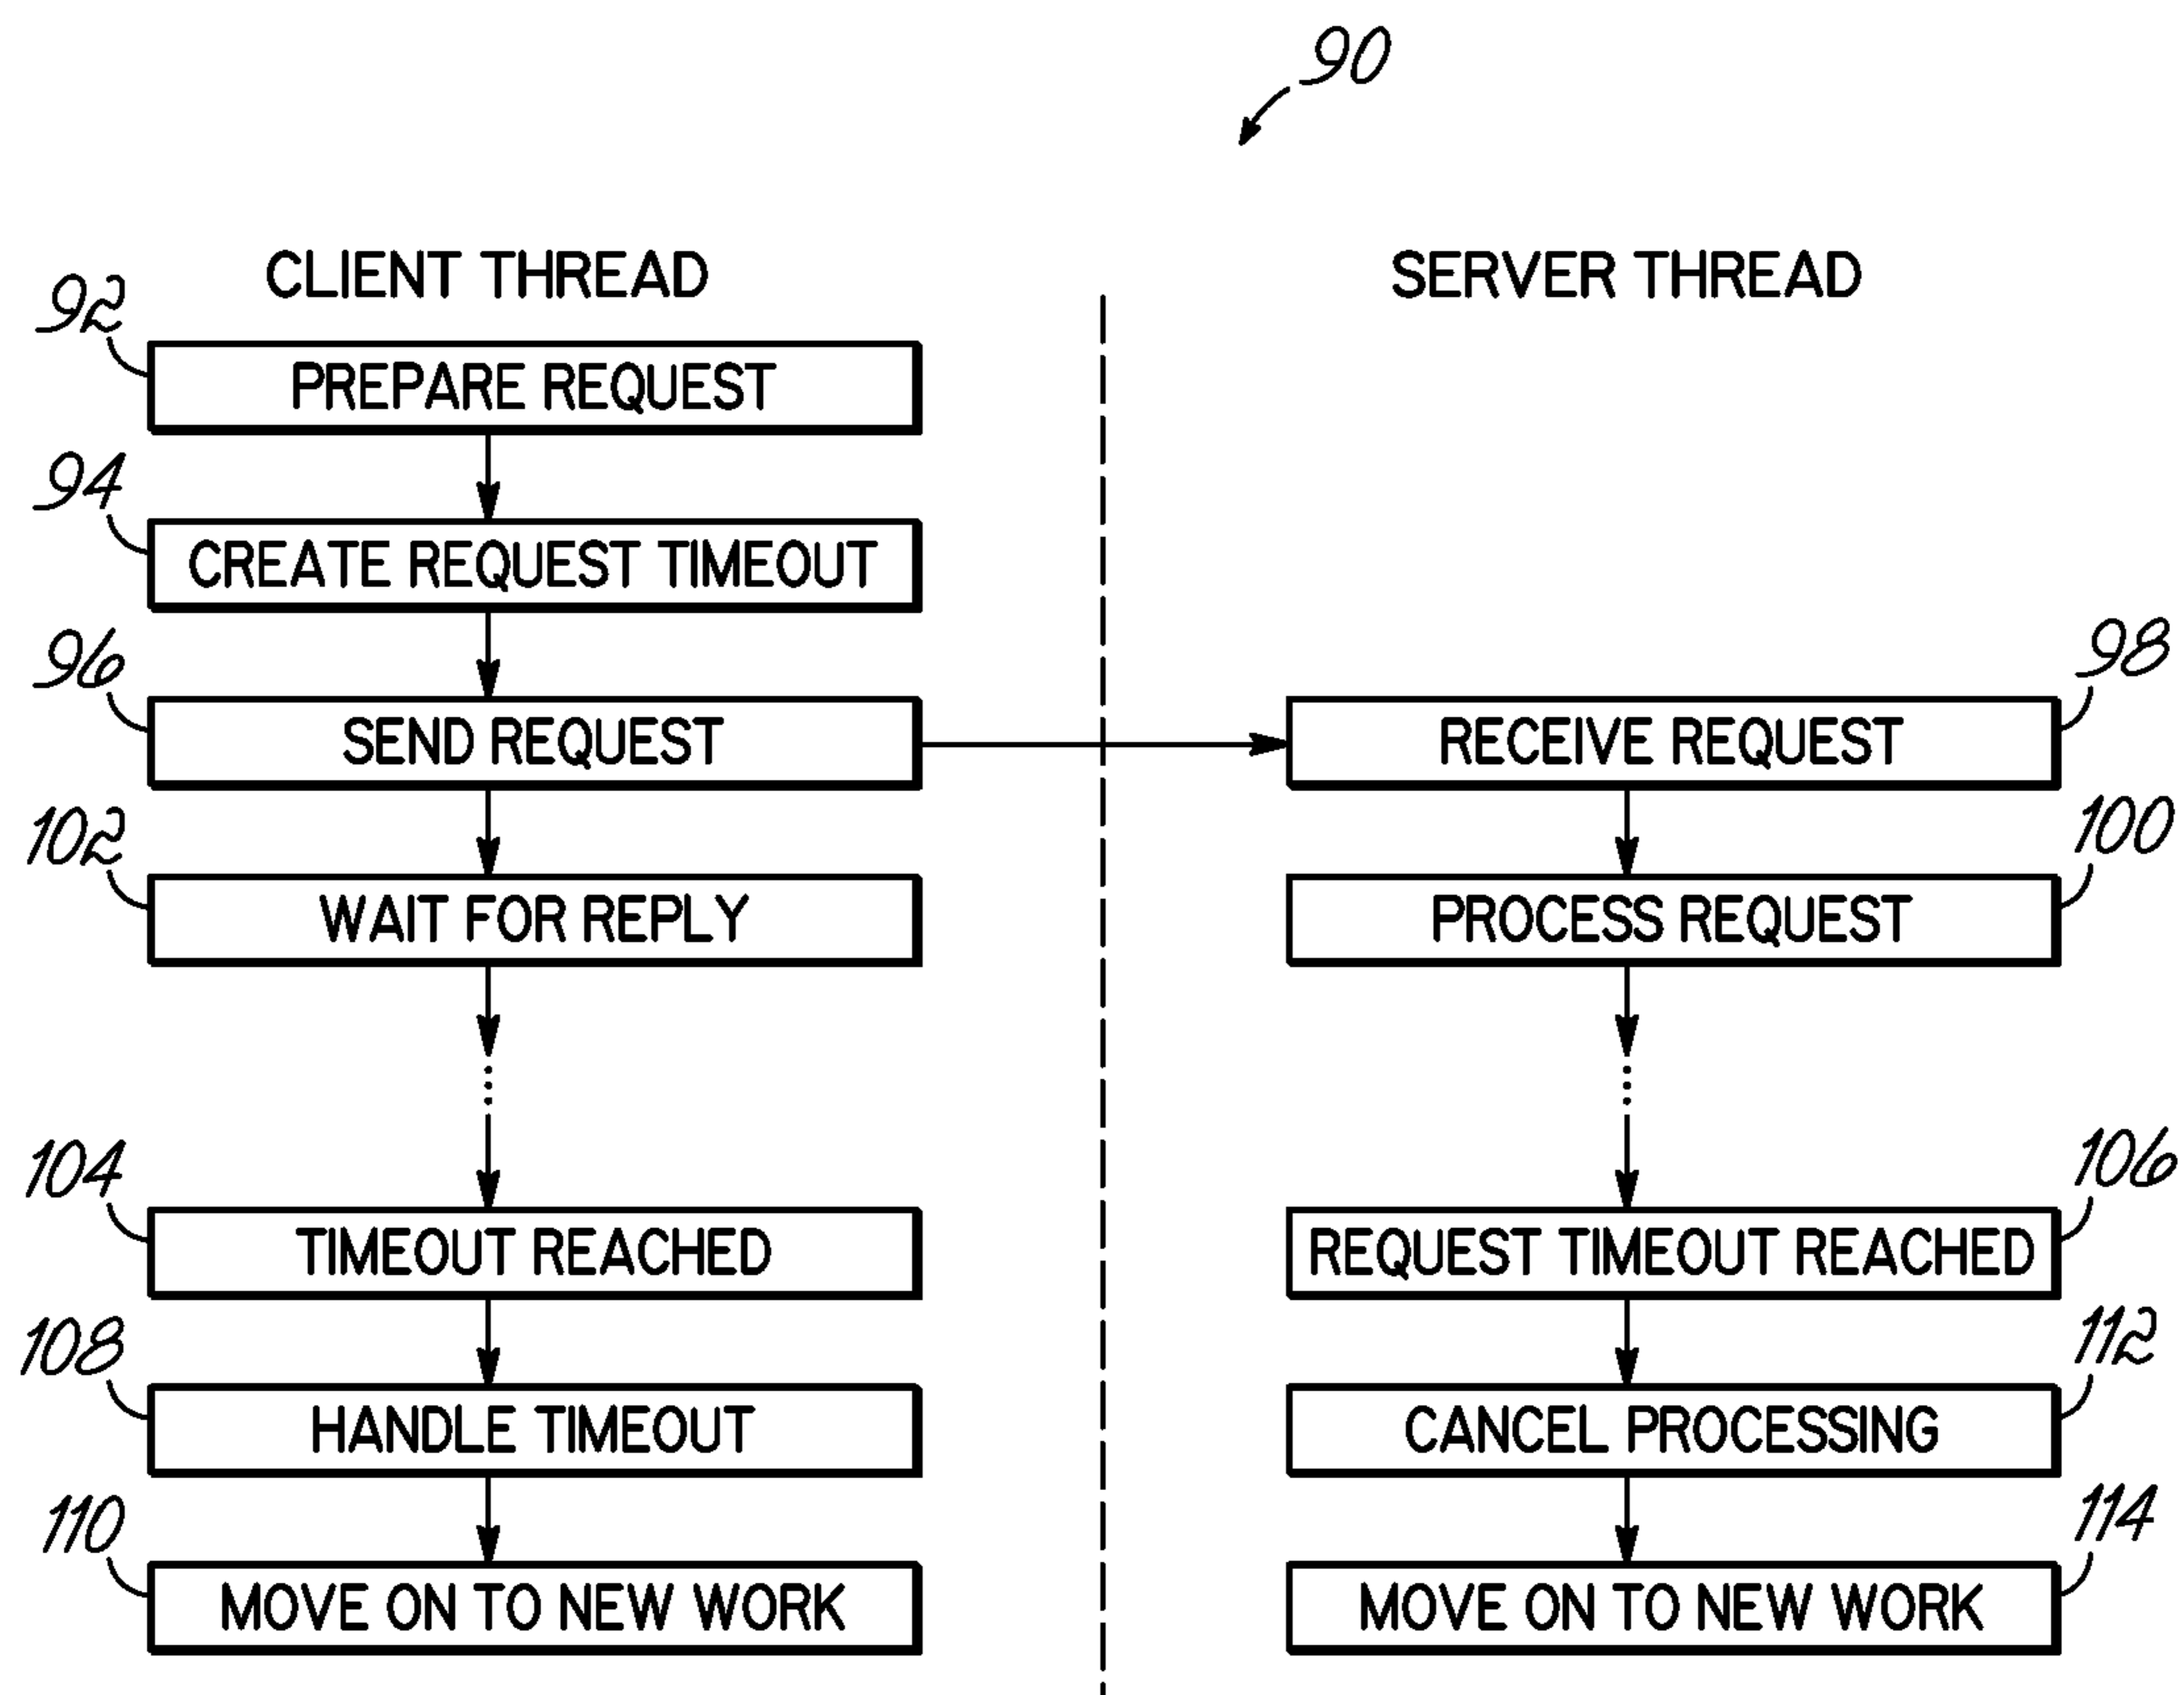 90
CLIENT THREAD
SERVER THREAD
92
PREPARE REQUEST
94
CREATE REQUEST TIMEOUT
96
SEND REQUEST
98
RECEIVE REQUEST
102
WAIT FOR REPLY
100
PROCESS REQUEST
104
TIMEOUT REACHED
106
REQUEST TIMEOUT REACHED
108
HANDLE TIMEOUT
112
CANCEL PROCESSING
110
MOVE ON TO NEW WORK
114
MOVE ON TO NEW WORK